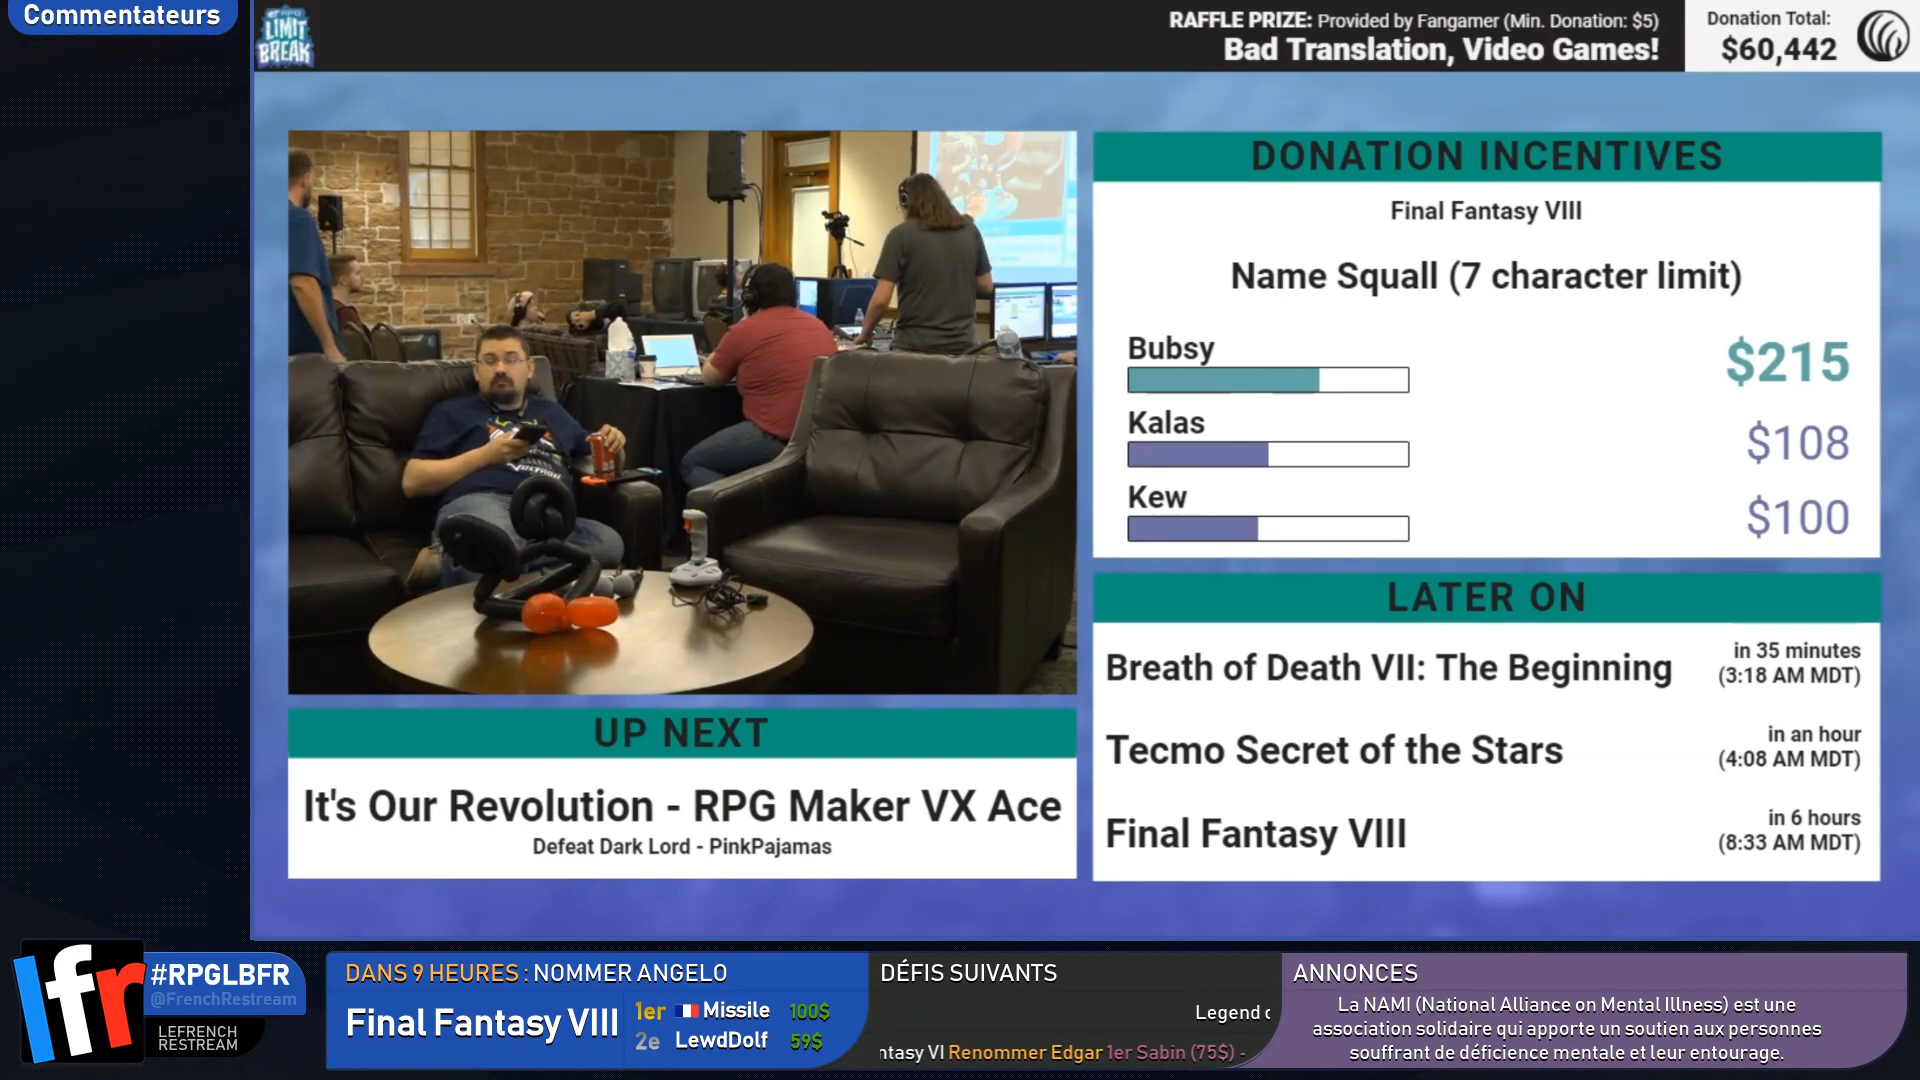 Commentateurs
LIMIT
BREAK
RAFFLE PRIZE: Provided by Fangamer (Min. Donation: $5)
Bad Translation, Video Games!
Donation Total:
$60,442
DONATION INCENTIVES
Final Fantasy VIII
Name Squall (7 character limit)
Bubsy
$215
Kalas
$108
Kew
$100
VOLTRON
UP NEXT
It's Our Revolution - RPG Maker VX Ace
Defeat Dark Lord - PinkPajamas
LATER ON
Breath of Death VII: The Beginning
in 35 minutes
(3:18 AM MDT)
Tecmo Secret of the Stars
in an hour
(4:08 AM MDT)
Final Fantasy VIII
in 6 hours
(8:33 AM MDT)
lfr
#RPGLBFR
@FrenchRestream
LEFRENCH
RESTREAM
DANS 9 HEURES : NOMMER ANGELO
Final Fantasy VIII
1er Missile 100$
2e LewdDolf 59$
DÉFIS SUIVANTS
Legend
ntasy VI Renommer Edgar 1er Sabin (75$) -
ANNONCES
La NAMI (National Alliance on Mental Illness) est une
association solidaire qui apporte un soutien aux personnes
souffrant de déficience mentale et leur entourage.